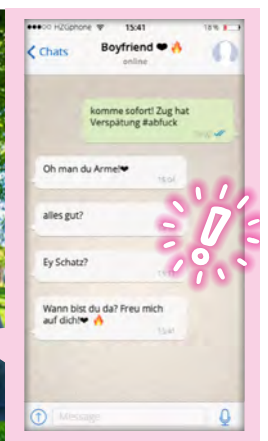 HZGphone 15:41 18%
Chats Boyfriend ❤ 🔥
online
komme sofort! Zug hat
Verspätung #abfuck
Oh man du Arme!❤
alles gut?
Ey Schatz?
Wann bist du da? Freu mich
auf dich!❤ 🔥
15:41
Message